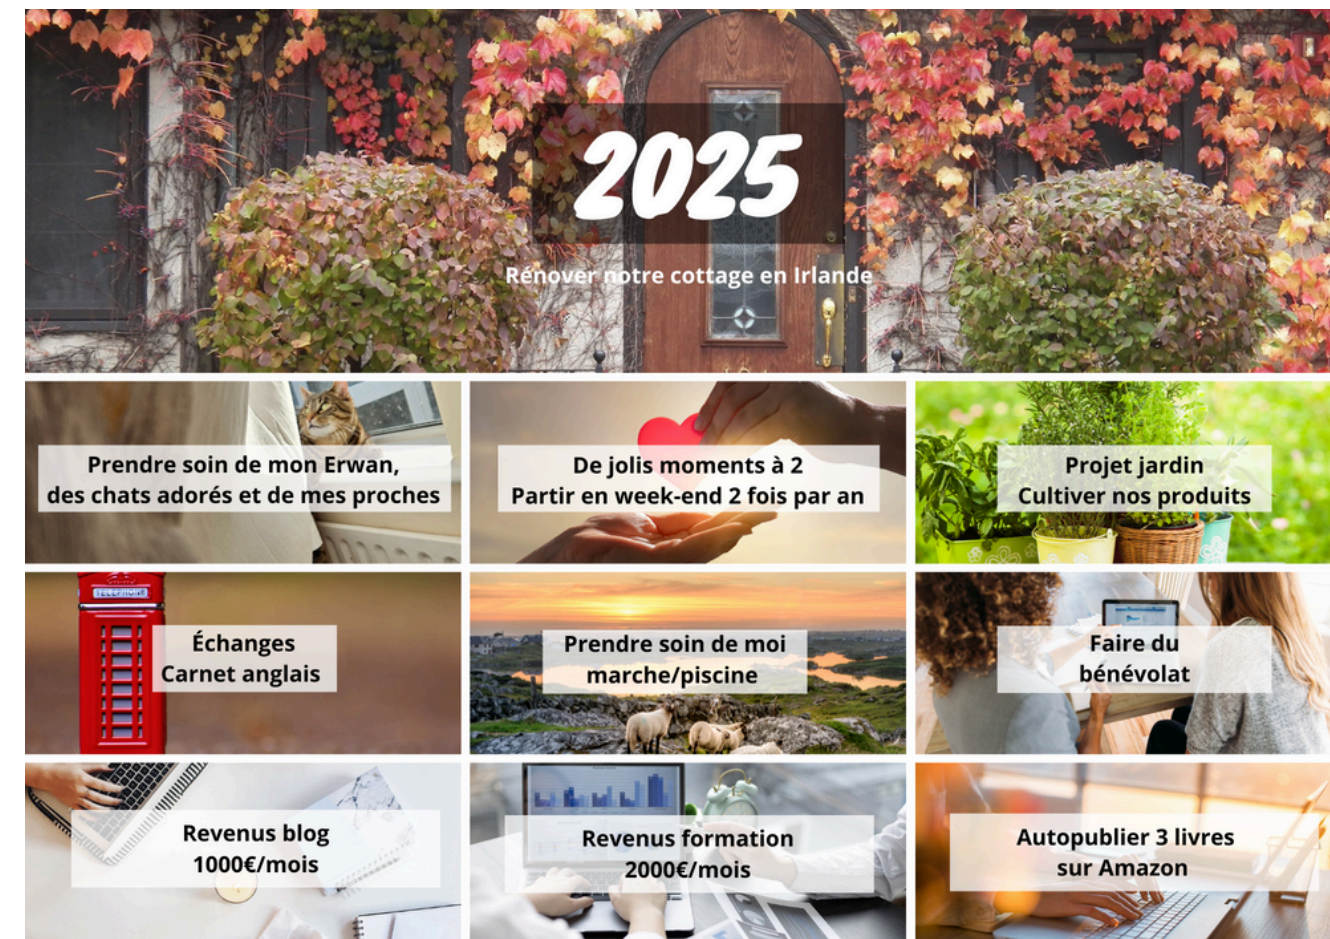 2025
Rénover notre cottage en Irlande
Prendre soin de mon Erwan,
des chats adorés et de mes proches
De jolis moments à 2
Partir en week-end 2 fois par an
Projet jardin
Cultiver nos produits
TELEPHONE
Échanges
Carnet anglais
Prendre soin de moi
marche/piscine
Faire du
bénévolat
Revenus blog
1000€/mois
Revenus formation
2000€/mois
Autopublier 3 livres
sur Amazon